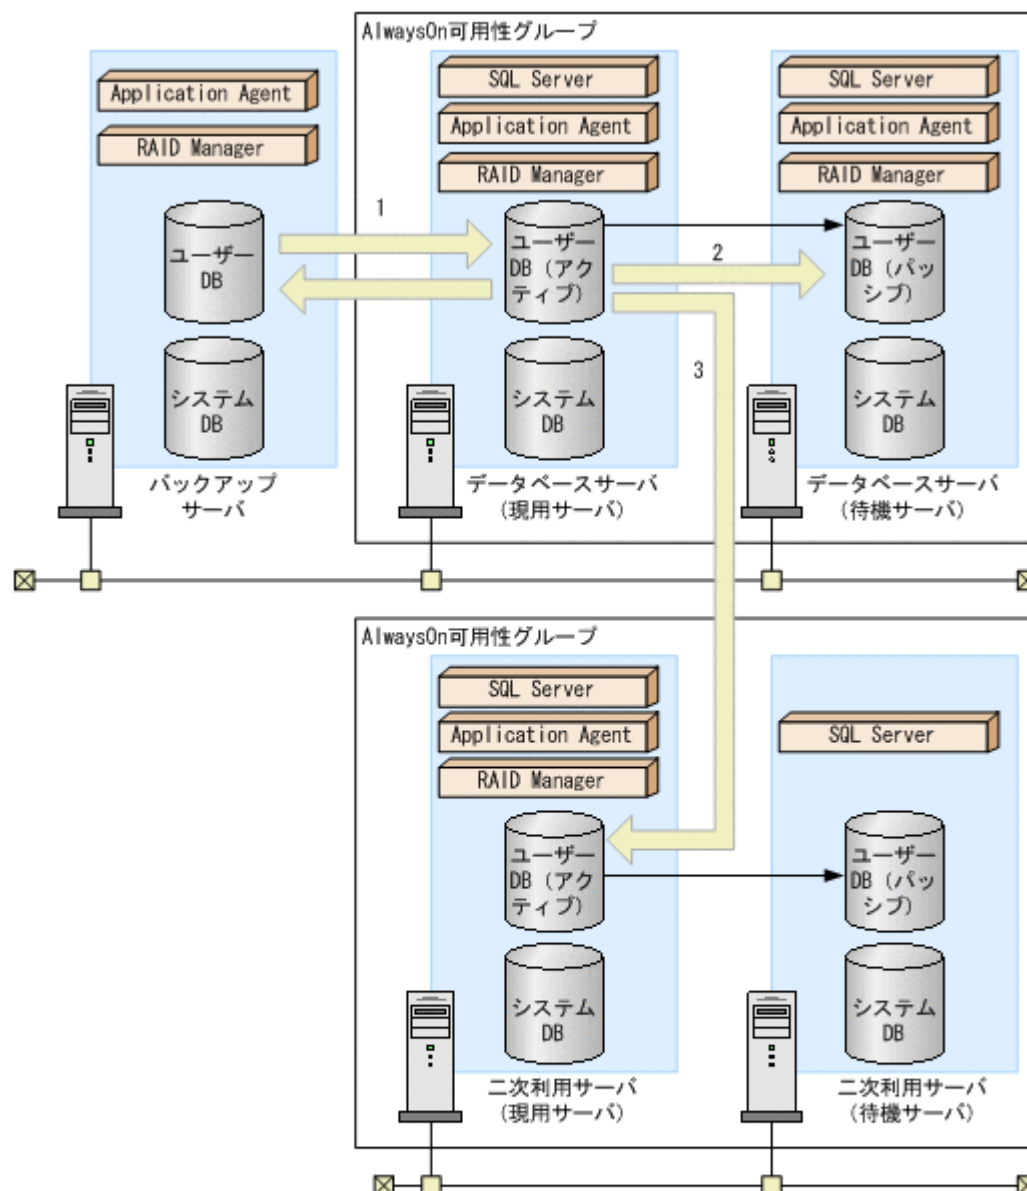 AlwaysOn可用性グループ
Application Agent
RAID Manager
ユーザー
DB
システム
DB
バックアップ
サーバ
SQL Server
Application Agent
RAID Manager
ユーザー
DB（アク
ティブ）
システム
DB
データベースサーバ
(現用サーバ)
SQL Server
Application Agent
RAID Manager
ユーザー
DB（パッ
シブ）
システム
DB
データベースサーバ
(待機サーバ)
1
2
3
AlwaysOn可用性グループ
SQL Server
Application Agent
RAID Manager
ユーザー
DB（アク
ティブ）
システム
DB
二次利用サーバ
(現用サーバ)
SQL Server
ユーザー
DB（パッ
シブ）
システム
DB
二次利用サーバ
(待機サーバ)